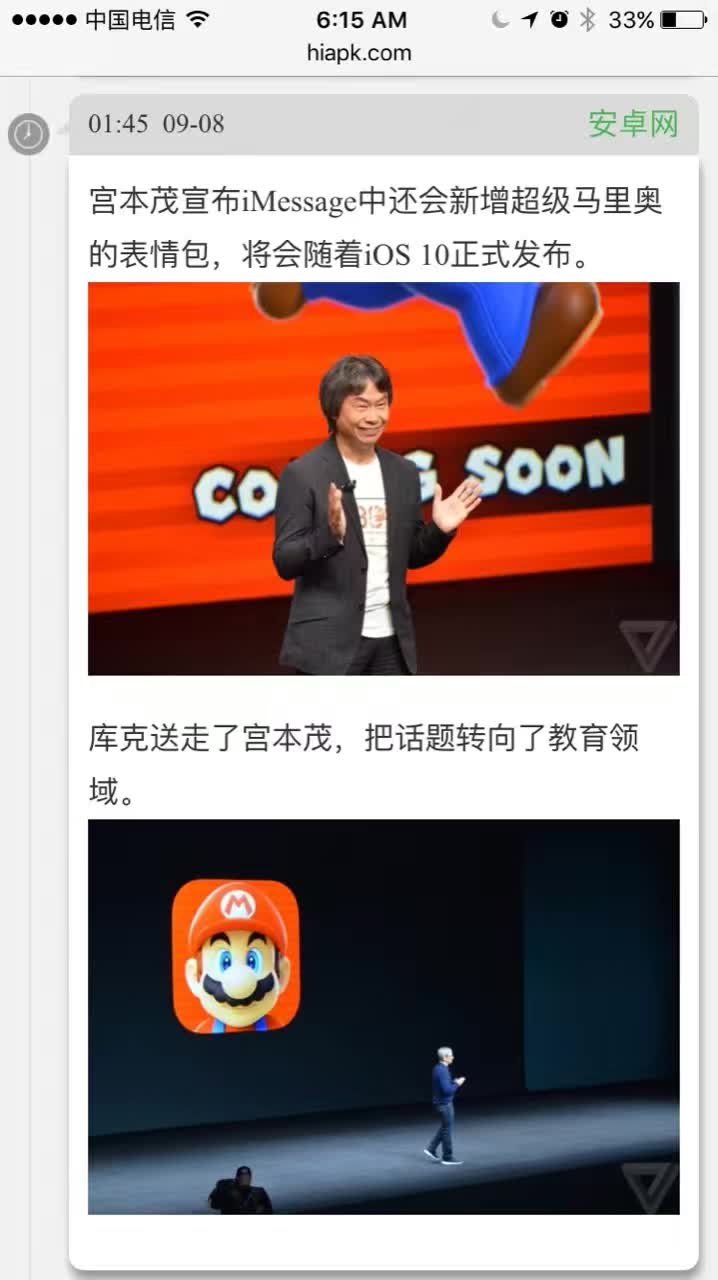 中国电信 6:15 AM 33%
hiapk.com
01:45 09-08 安卓网
宫本茂宣布iMessage中还会新增超级马里奥
的表情包，将会随着iOS 10正式发布。
SOON
库克送走了宫本茂，把话题转向了教育领
域。
M